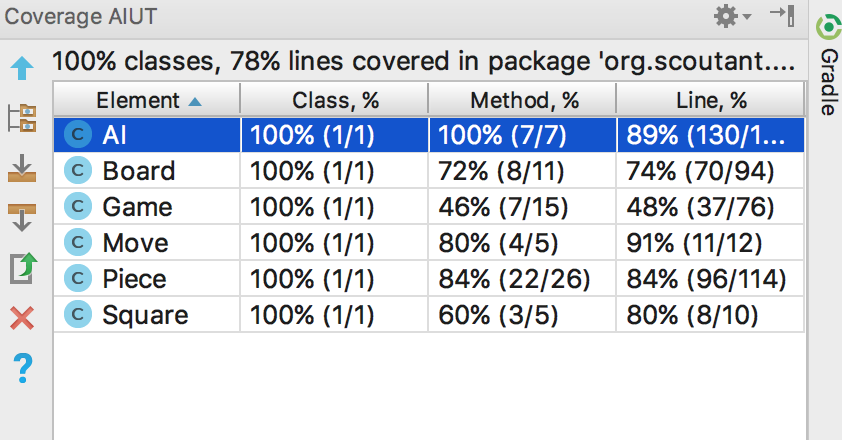 Coverage AIUT
100% classes, 78% lines covered in package 'org.scoutant....
Element Class, % Method, % Line, %
C AI 100% (1/1) 100% (7/7) 89% (130/1...
C Board 100% (1/1) 72% (8/11) 74% (70/94)
C Game 100% (1/1) 46% (7/15) 48% (37/76)
C Move 100% (1/1) 80% (4/5) 91% (11/12)
C Piece 100% (1/1) 84% (22/26) 84% (96/114)
C Square 100% (1/1) 60% (3/5) 80% (8/10)
?
Gradle